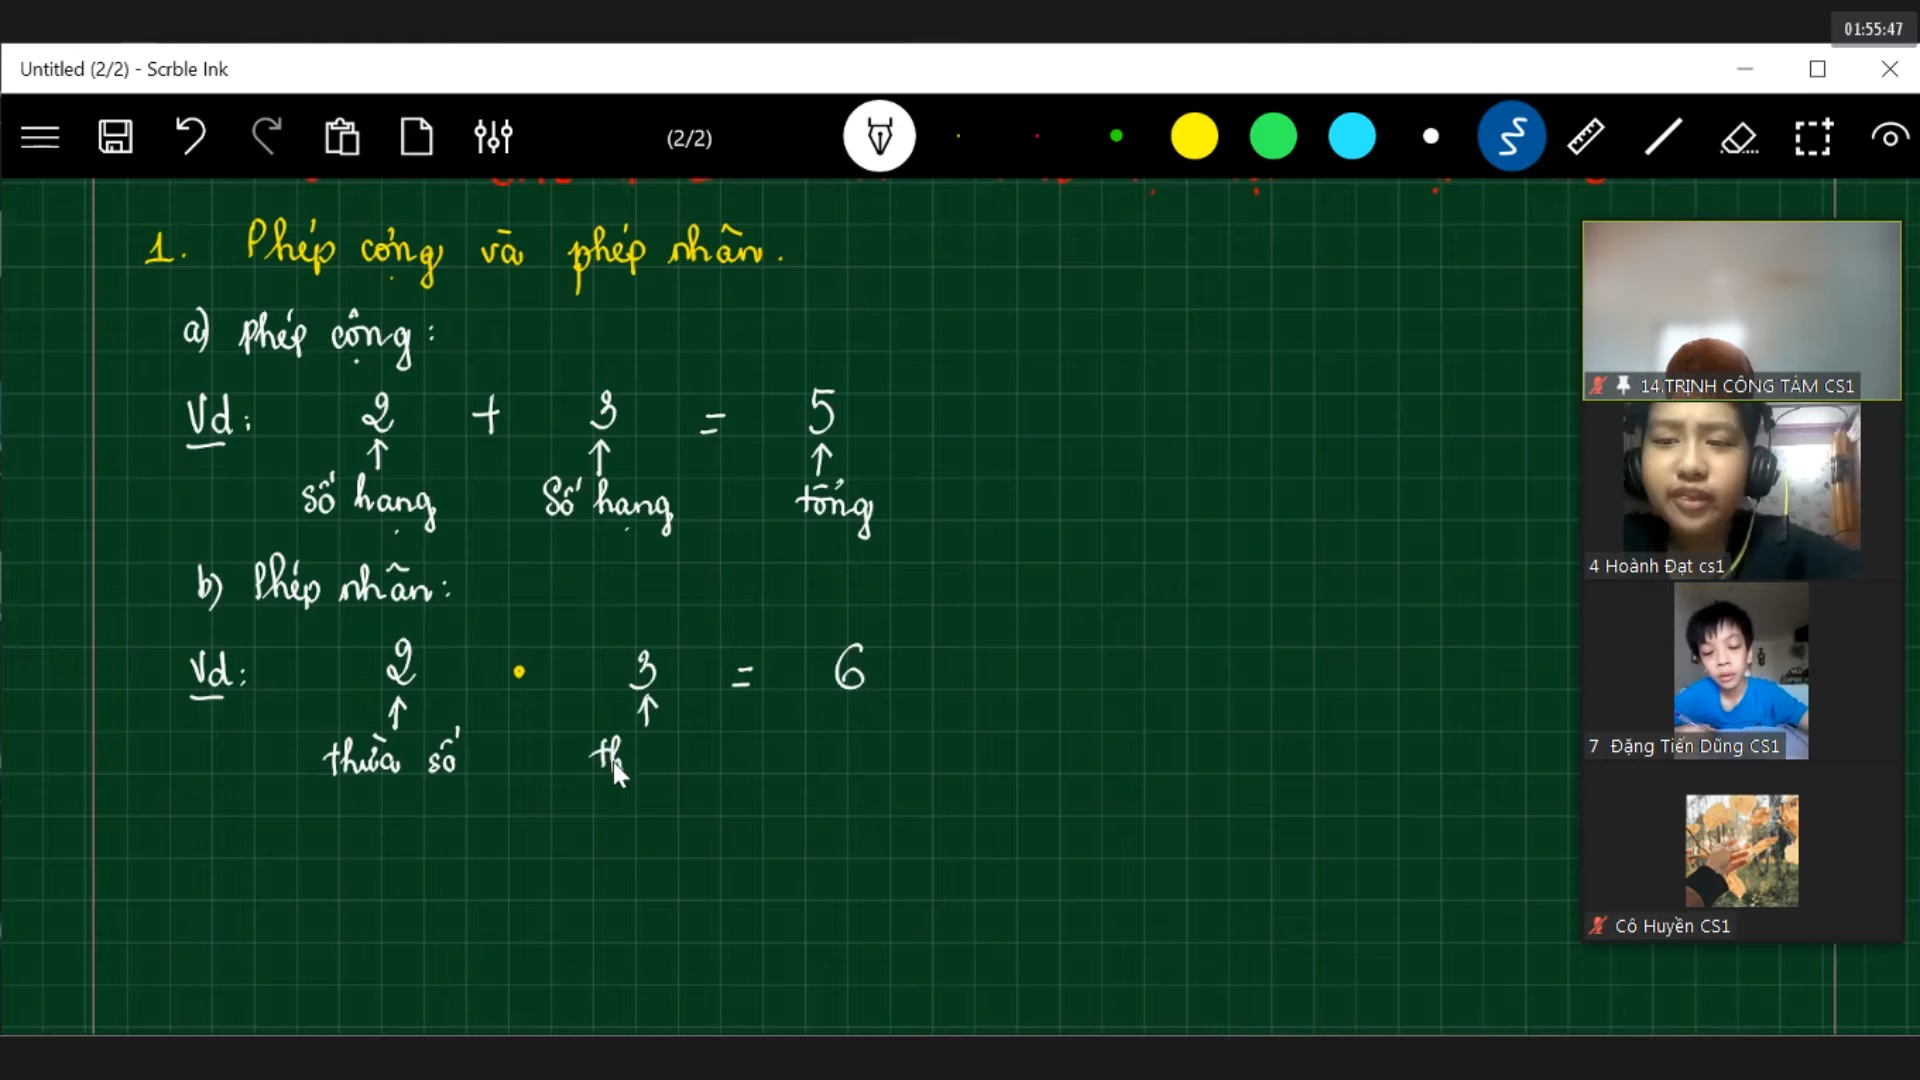 01:55:47
Untitled (2/2) - Scrble Ink
(2/2)
1. Phép cộng và phép nhân.
a) phép cộng:
Vd: 2 + 3 = 5
số hạng số hạng tổng
b) Phép nhân:
Vd: 2 . 3 = 6
thừa số th
14.TRỊNH CÔNG TÂM CS1
4 Hoành Đạt cs1
7 Đặng Tiến Dũng CS1
Cô Huyền CS1